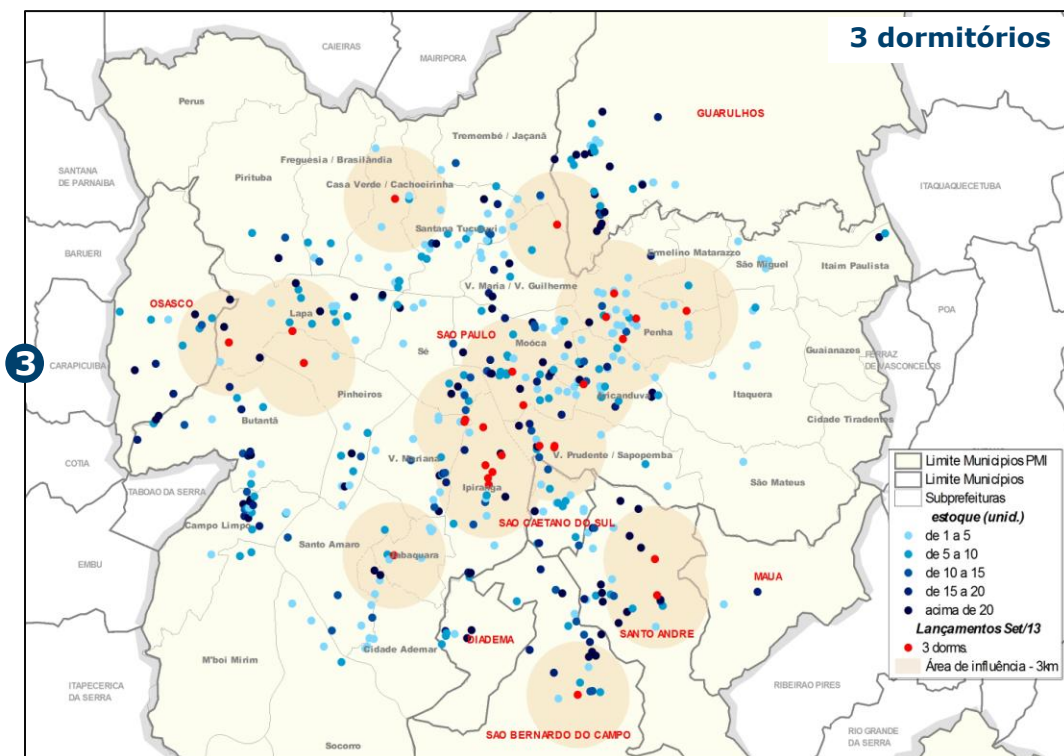 3 dormitórios
CAIEIRAS
MAIRIPORA
Perus
GUARULHOS
Tremembé / Jaçanã
SANTANA
DE PARNAIBA
Freguesia / Brasilândia
Pirituba
Casa Verde / Cachoeirinha
ITAQUAQUECETUBA
Santana Tucuruvi
BARUERI
Ermelino Matarazzo
São Miguel
Itaim Paulista
V. Maria / V. Guilherme
OSASCO
Lapa
POA
SAO PAULO
Moóca
Penha
Sé
3
CARAPICUIBA
Guaianazes
FERRAZ
DE VASCONCELOS
Pinheiros
Aricanduva
Itaquera
Butantã
Cidade Tiradentes
COTIA
V. Mariana
V. Prudente / Sapopemba
TABOAO DA SERRA
Ipiranga
São Mateus
Campo Limpo
SAO CAETANO DO SUL
Santo Amaro
Jabaquara
EMBU
MAUA
SANTO ANDRE
DIADEMA
Cidade Ademar
M'boi Mirim
ITAPECERICA
DA SERRA
RIBEIRAO PIRES
SAO BERNARDO DO CAMPO
Socorro
RIO GRANDE
DA SERRA
Limite Municípios PMI
Limite Municípios
Subprefeituras
estoque (unid.)
de 1 a 5
de 5 a 10
de 10 a 15
de 15 a 20
acima de 20
Lançamentos Set/13
3 dorms.
Área de influência - 3km